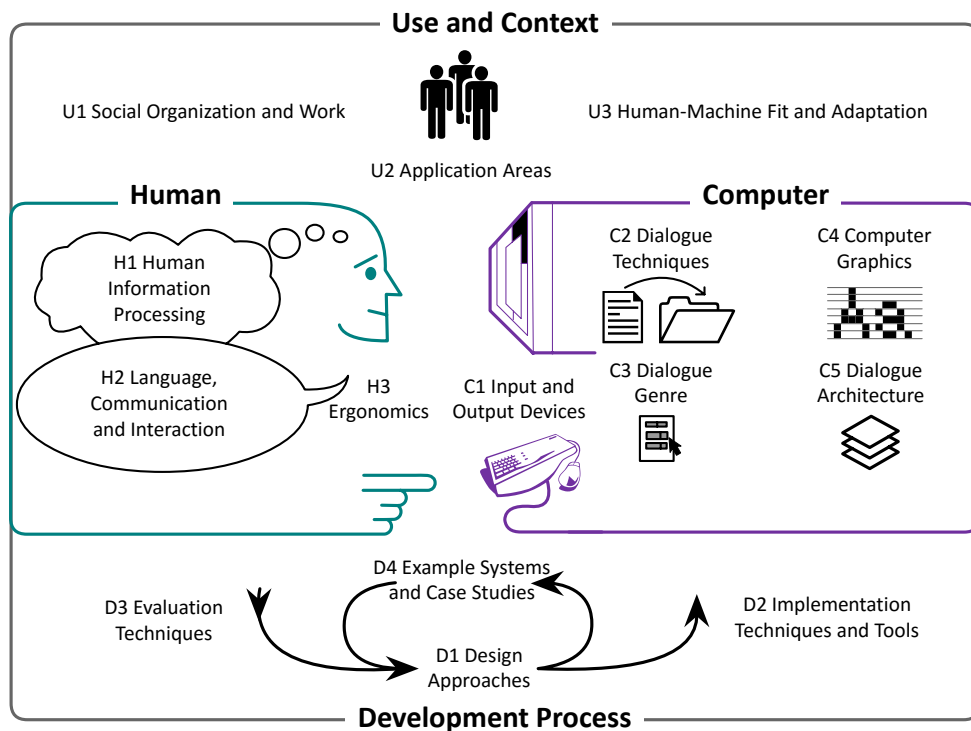 Use and Context
U1 Social Organization and Work
U3 Human-Machine Fit and Adaptation
U2 Application Areas
Human
H1 Human
Information
Processing
H2 Language,
Communication
and Interaction
H3
Ergonomics
Computer
C1 Input and
Output Devices
C2 Dialogue
Techniques
C4 Computer
Graphics
Aa
C3 Dialogue
Genre
C5 Dialogue
Architecture
D4 Example Systems
and Case Studies
D3 Evaluation
Techniques
D2 Implementation
Techniques and Tools
D1 Design
Approaches
Development Process